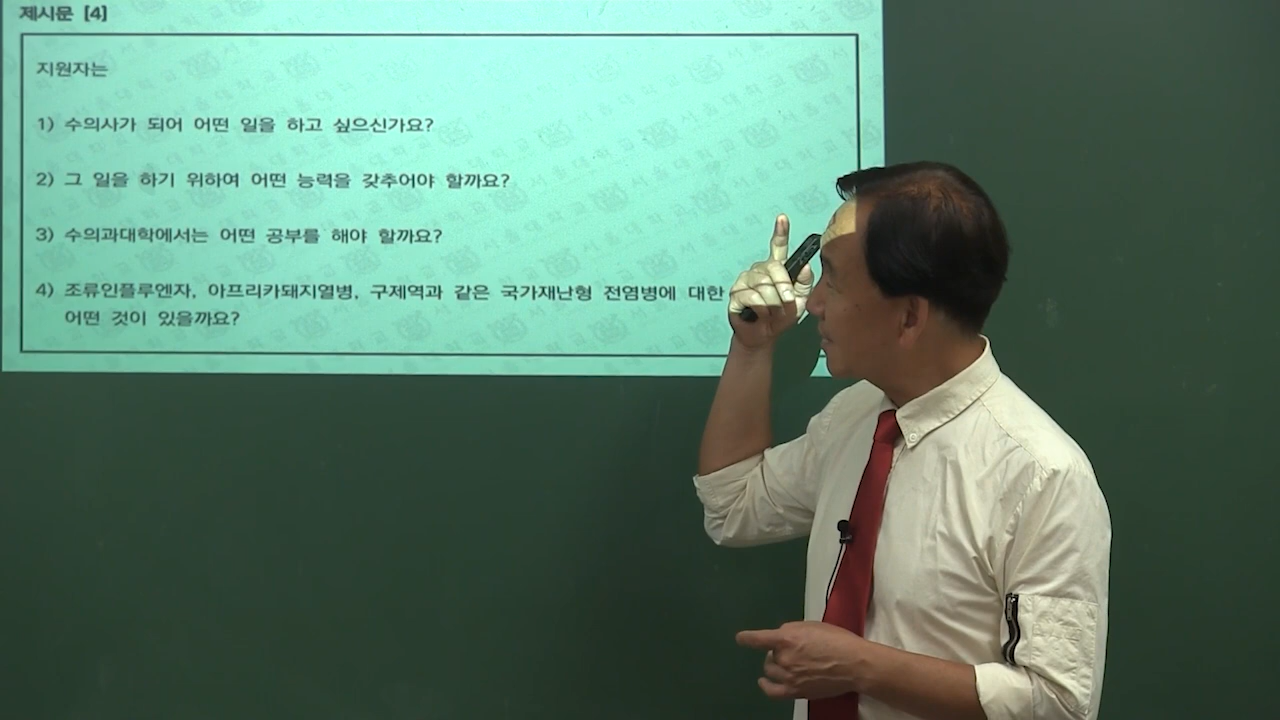 제시문 [4]
지원자는
1) 수의사가 되어 어떤 일을 하고 싶으신가요?
2) 그 일을 하기 위하여 어떤 능력을 갖추어야 할까요?
3) 수의과대학에서는 어떤 공부를 해야 할까요?
4) 조류인플루엔자, 아프리카돼지열병, 구제역과 같은 국가재난형 전염병에 대한
어떤 것이 있을까요?